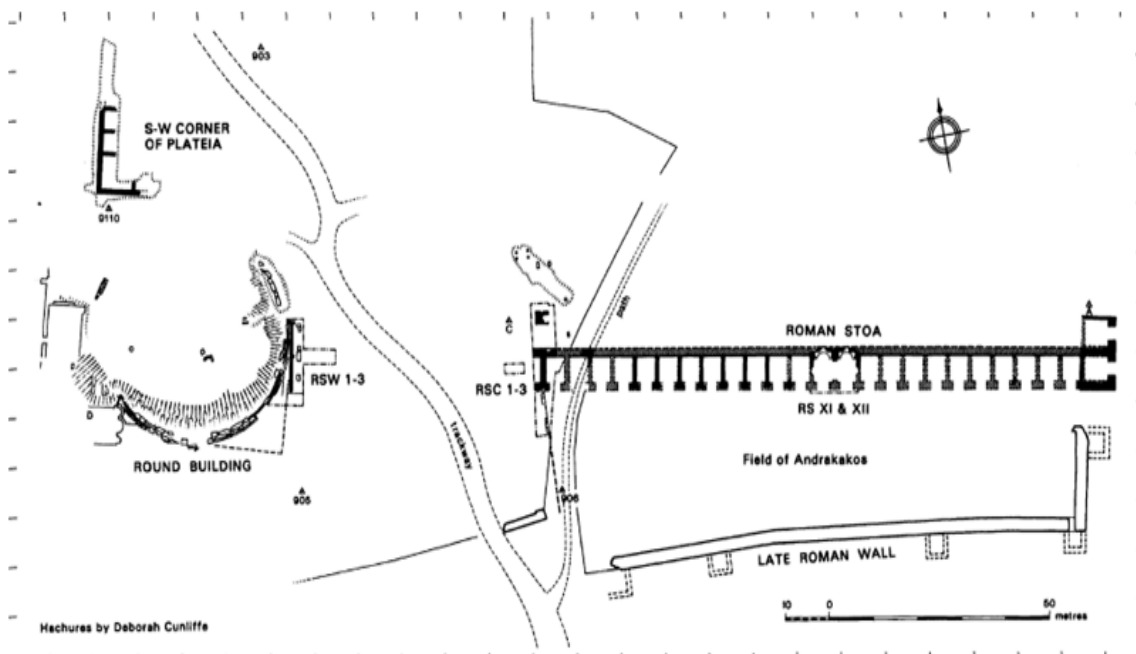 903
S-W CORNER
OF PLATEIA
9110
path
C
A
ROMAN STOA
RSW 1-3
RSC 1-3
RS XI & XII
D
trackway
ROUND BUILDING
Field of Andrakakos
905
906
LATE ROMAN WALL
10 0 50
metres
Hachures by Deborah Cunliffe